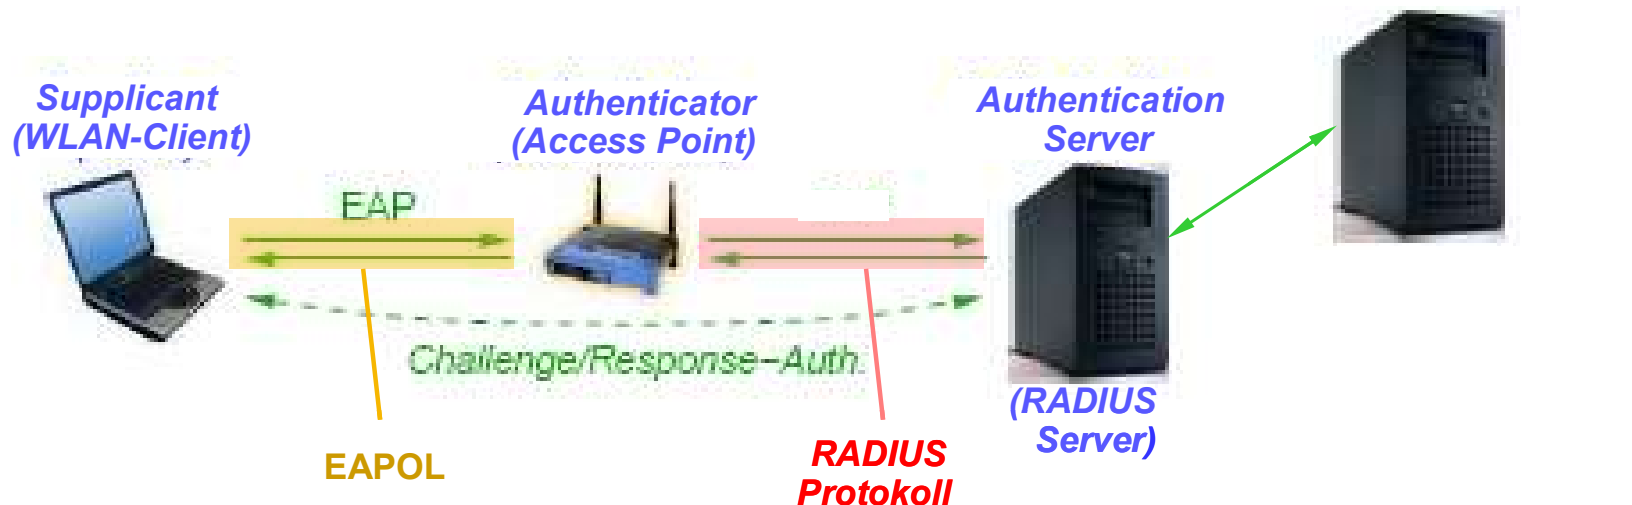 Supplicant
(WLAN-Client)
Authenticator
(Access Point)
Authentication
Server
EAP
Challenge/Response-Auth.
(RADIUS
Server)
EAPOL
RADIUS
Protokoll